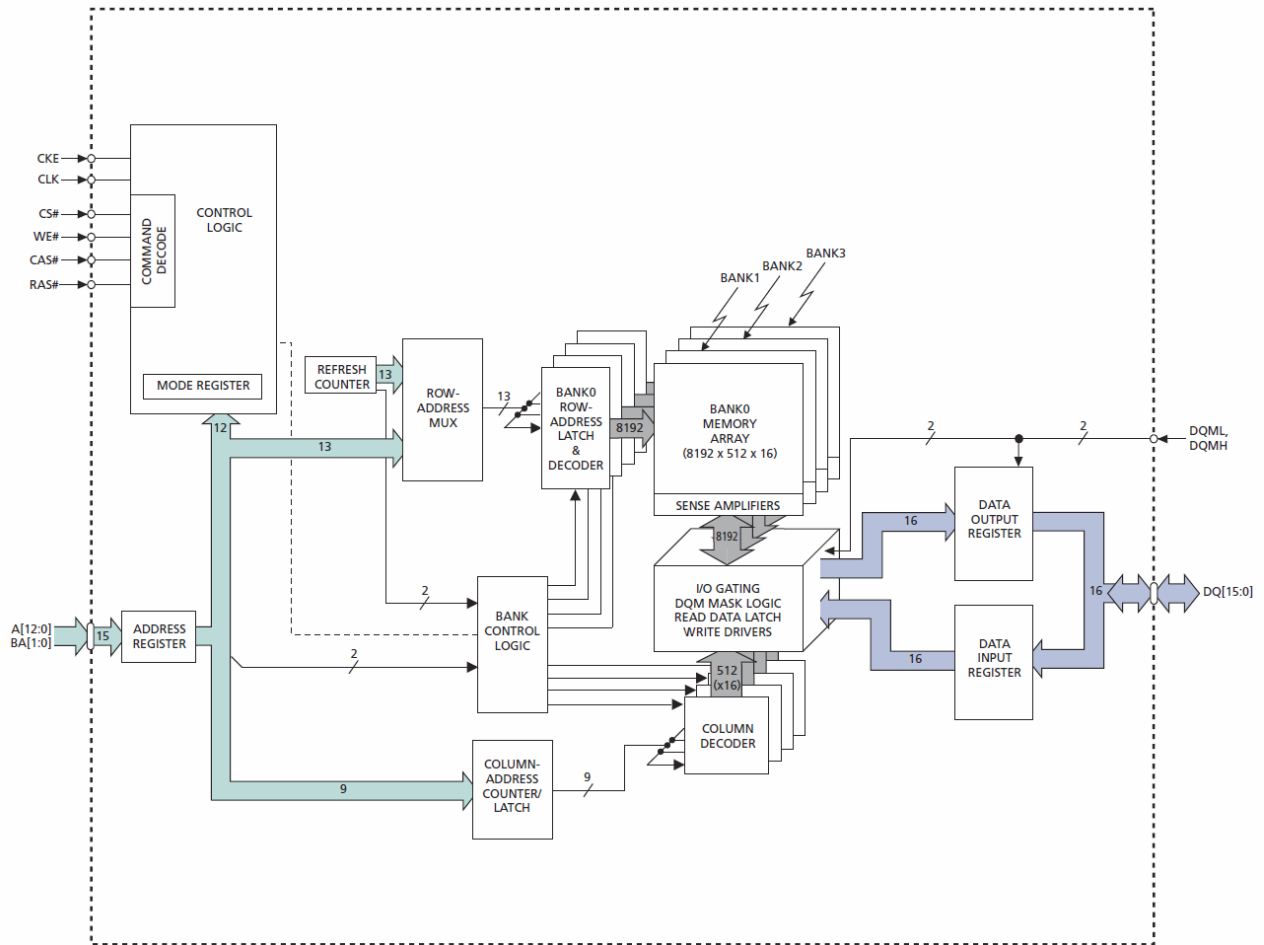 CKE
CLK
CS#
WE#
CAS#
RAS#
CONTROL
LOGIC
COMMAND
DECODE
MODE REGISTER
12
REFRESH
COUNTER
13
13
ROW-
ADDRESS
MUX
13
BANK0
ROW-
ADDRESS
LATCH
&
DECODER
8192
BANK1
BANK2
BANK3
BANK0
MEMORY
ARRAY
(8192 x 512 x 16)
SENSE AMPLIFIERS
8192
I/O GATING
DQM MASK LOGIC
READ DATA LATCH
WRITE DRIVERS
2
2
DQML,
DQMH
DATA
OUTPUT
REGISTER
16
16
DQ[15:0]
DATA
INPUT
REGISTER
16
A[12:0]
BA[1:0]
15
ADDRESS
REGISTER
2
2
BANK
CONTROL
LOGIC
512
(x16)
COLUMN
DECODER
9
COLUMN-
ADDRESS
COUNTER/
LATCH
9